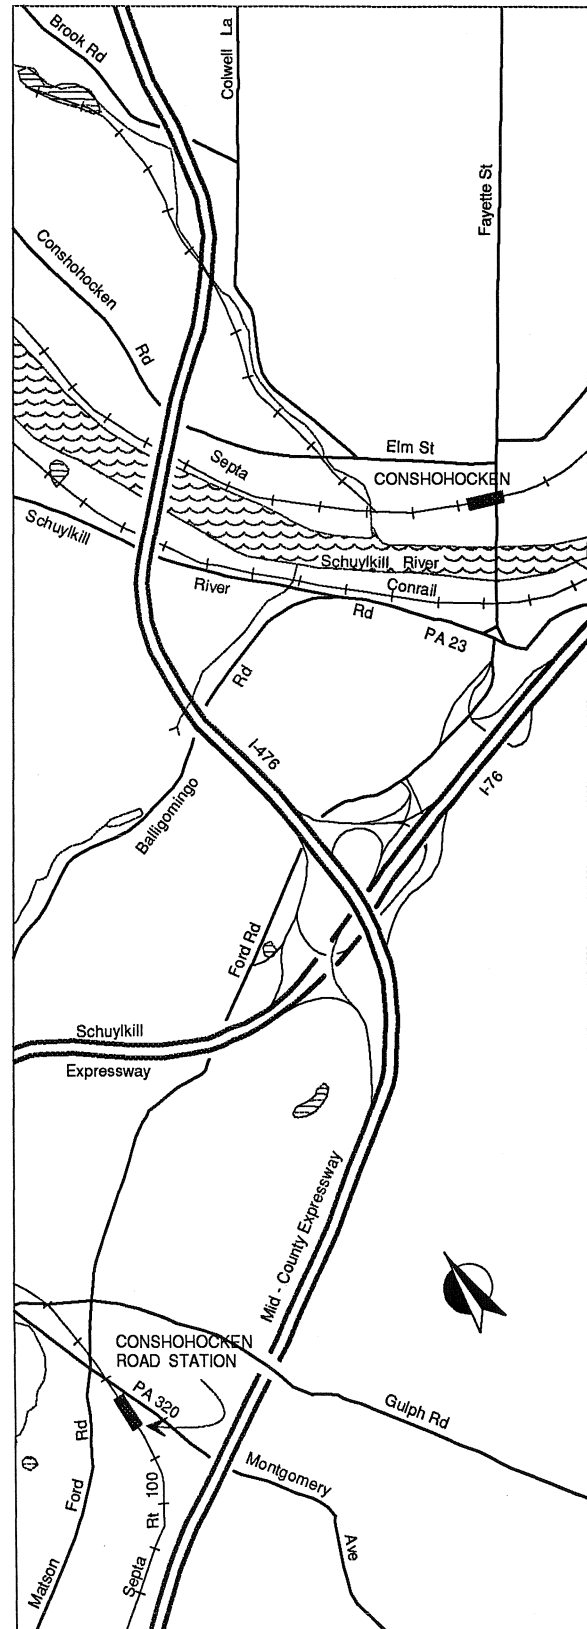 Brook Rd
Colwell La
Fayette St
Conshohocken
Rd
Elm St
Septa
CONSHOHOCKEN
Schuylkill
Schuylkill River
River
Conrail
Rd
PA 23
Rd
I-476
I-76
Balligomingo
Ford Rd
Schuylkill
Expressway
Mid - County Expressway
CONSHOHOCKEN
ROAD STATION
PA 320
Gulph Rd
Rd
Montgomery
Ford
Rt 100
Ave
Septa
Matson